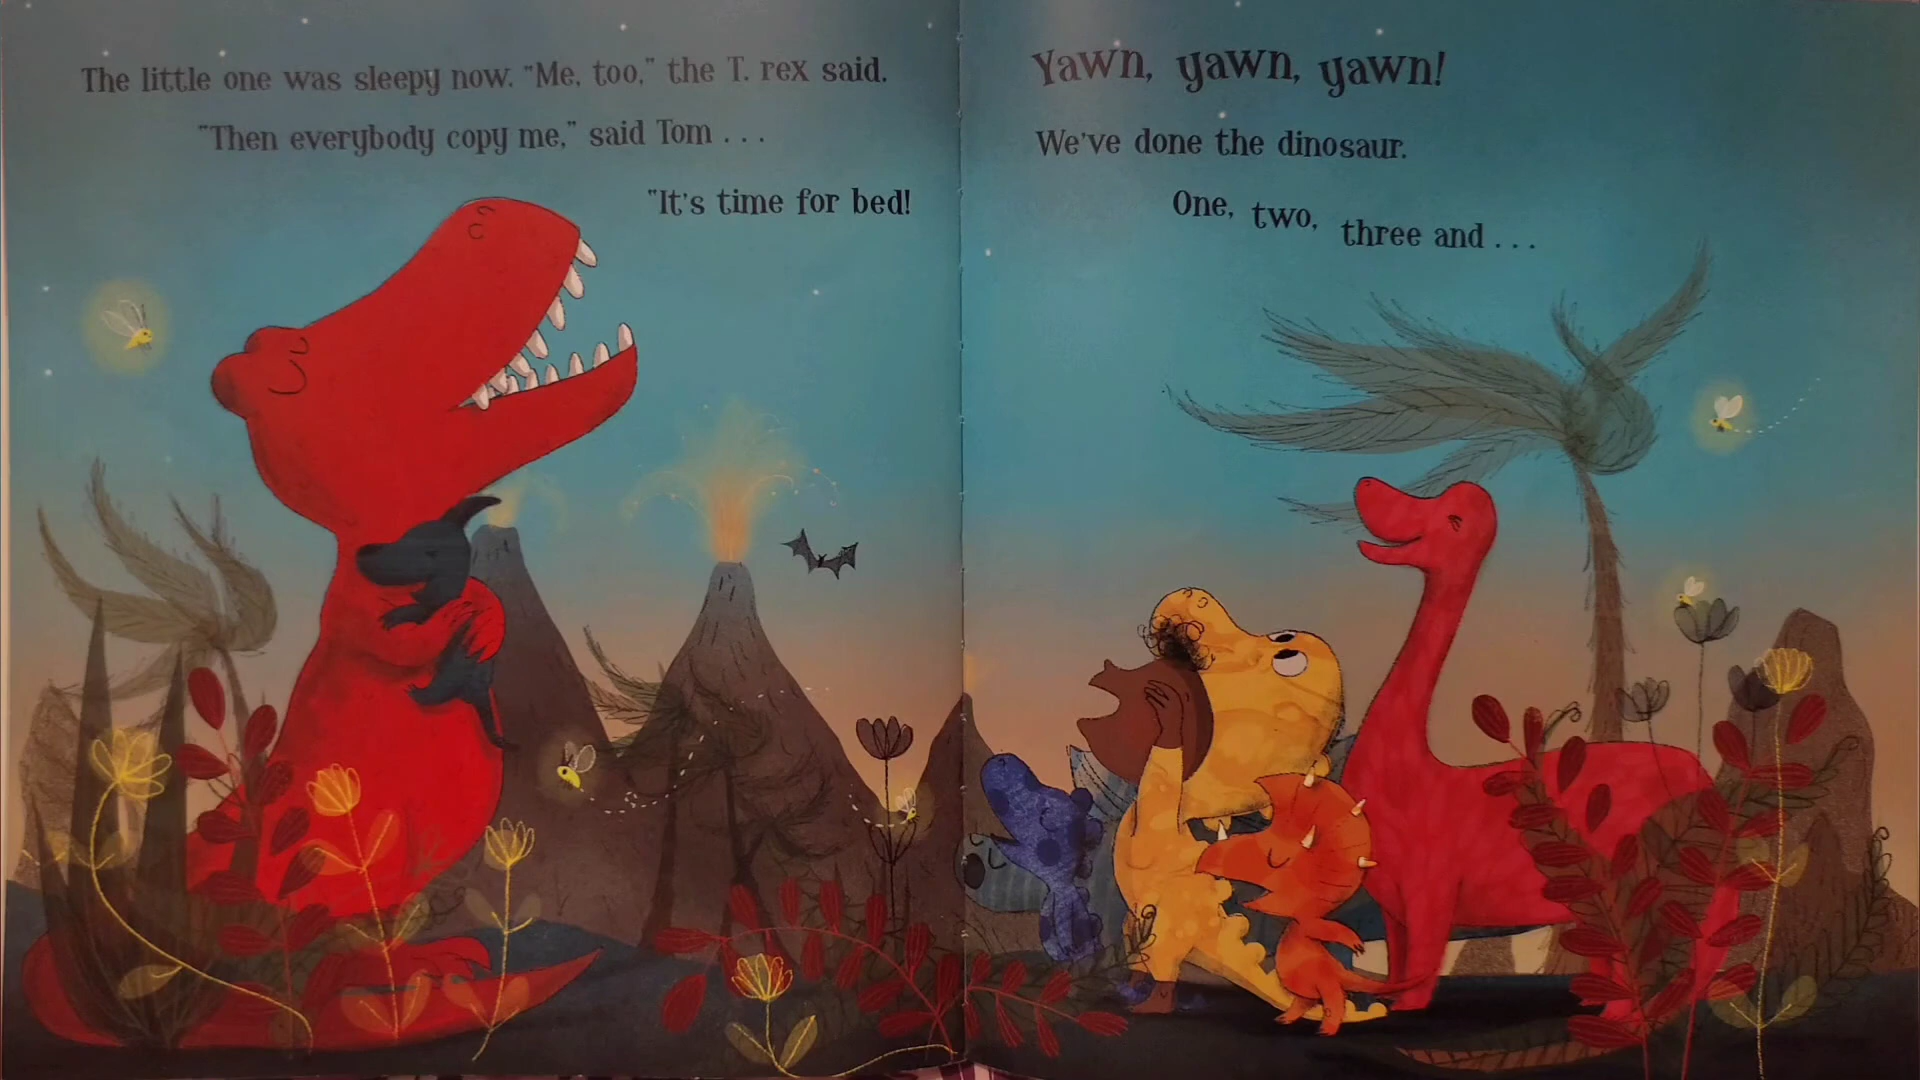 The little one was sleepy now. "Me, too," the T. rex said.
"Then everybody copy me," said Tom . . .
"It's time for bed!
Yawn, yawn, yawn!
We've done the dinosaur.
One, two, three and . . .